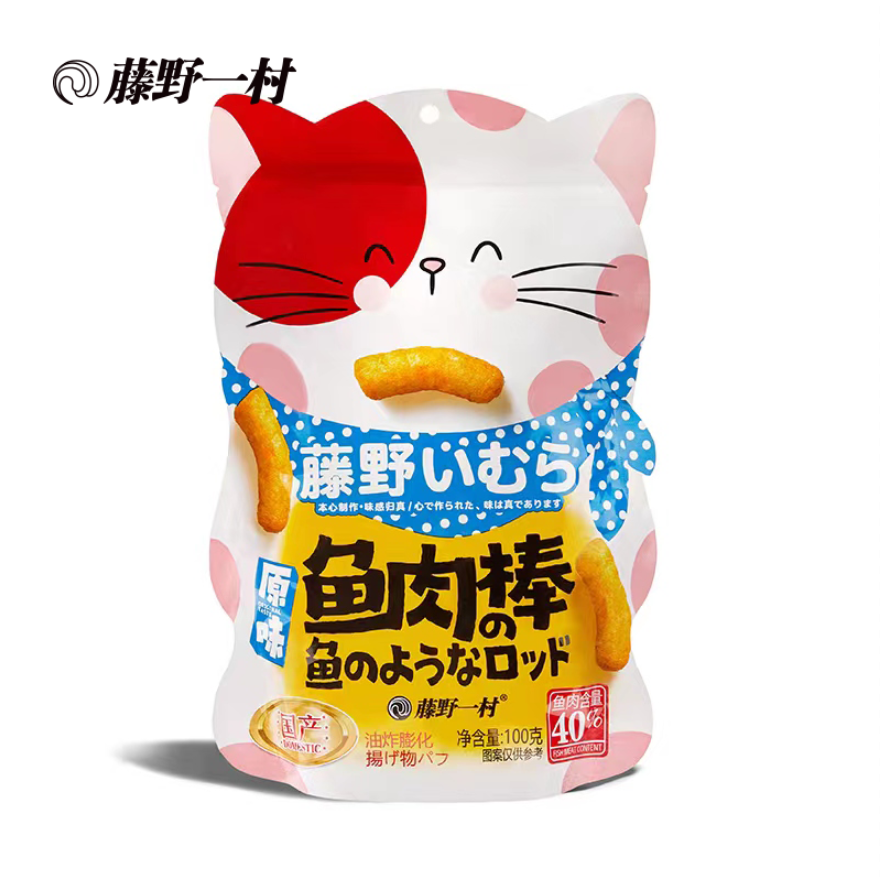 藤野一村
藤野いむら
本心制作·味感归真/心で作られた、味は真であります
原味
鱼肉の棒
鱼のようなロッド
藤野一村®
国产
DOMESTIC
油炸膨化
揚げ物パフ
净含量:100克
图案仅供参考
鱼肉含量
40%
FISH MEAT CONTENT